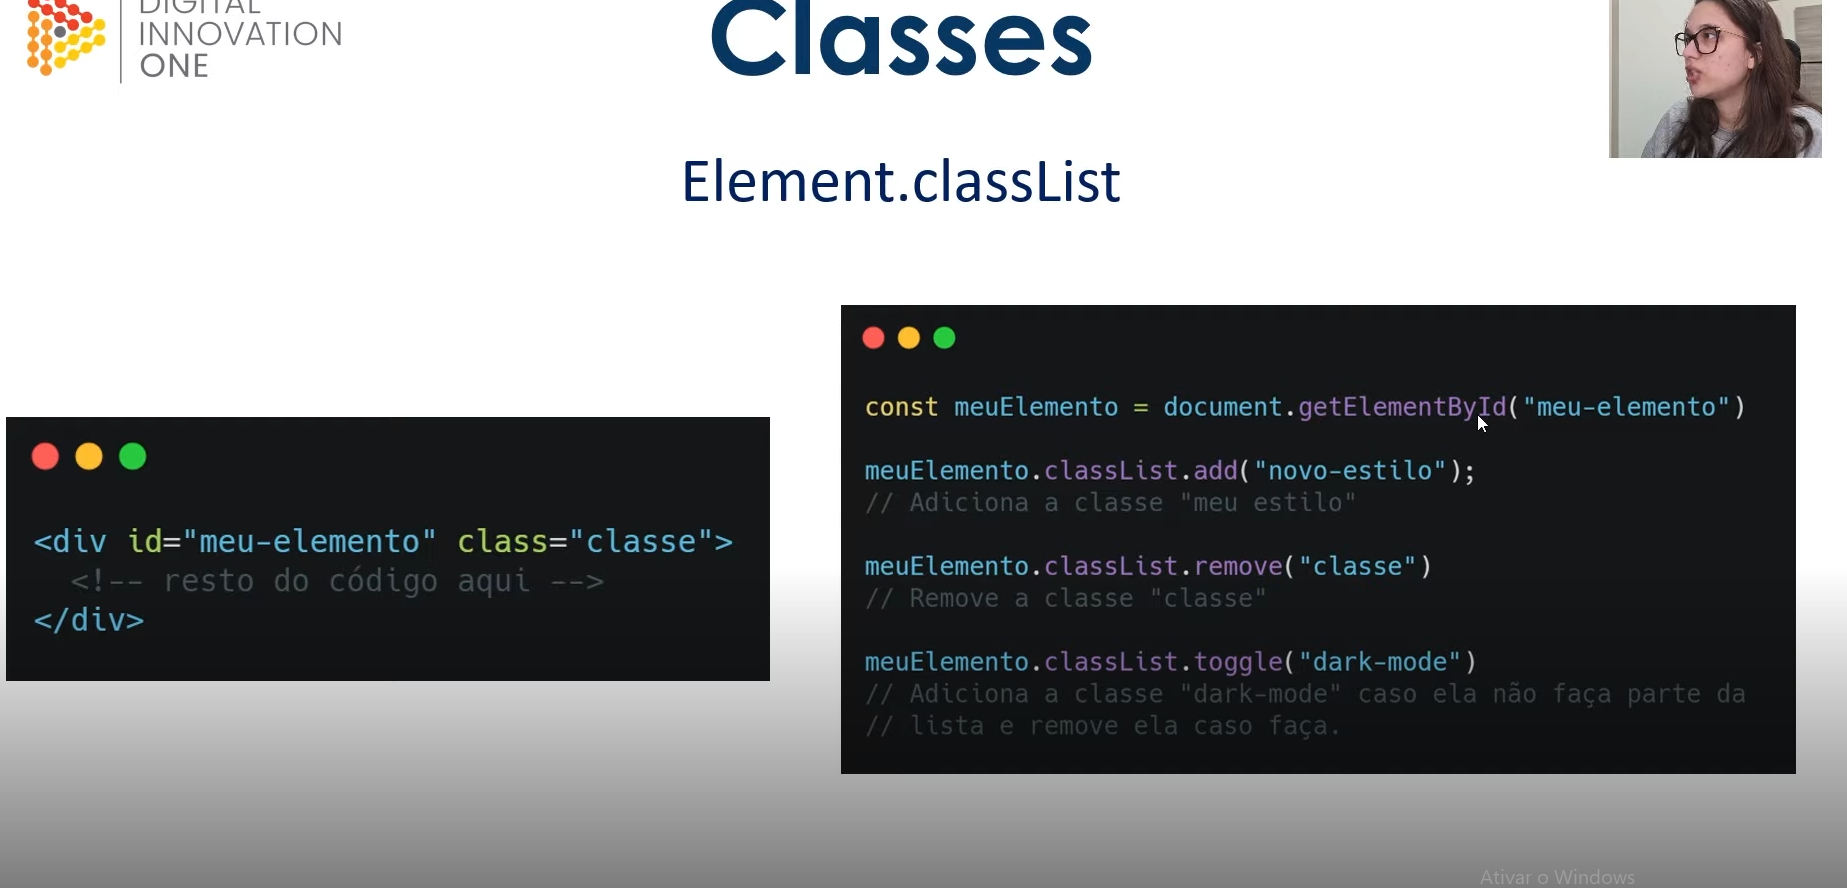 DIGITAL
INNOVATION
ONE
Classes
Element.classList
<div id="meu-elemento" class="classe">
<!-- resto do código aqui -->
</div>
const meuElemento = document.getElementById("meu-elemento")
meuElemento.classList.add("novo-estilo");
// Adiciona a classe "meu estilo"
meuElemento.classList.remove("classe")
// Remove a classe "classe"
meuElemento.classList.toggle("dark-mode")
// Adiciona a classe "dark-mode" caso ela não faça parte da
// lista e remove ela caso faça.
Ativar o Windows